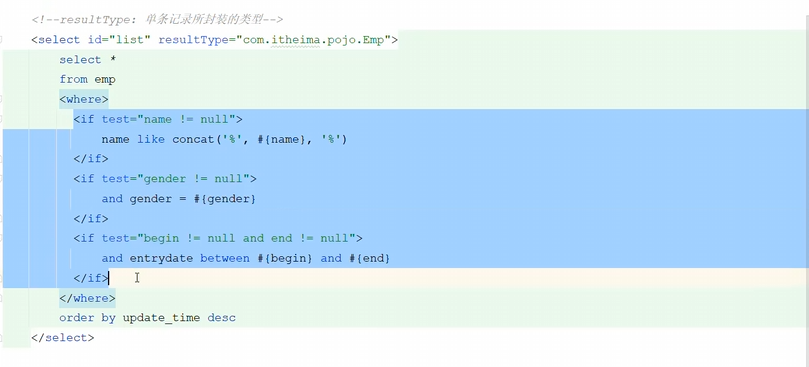 <!--resultType: 单条记录所封装的类型-->
<select id="list" resultType="com.itheima.pojo.Emp">
select *
from emp
<where>
<if test="name != null">
name like concat('%', #{name}, '%')
</if>
<if test="gender != null">
and gender = #{gender}
</if>
<if test="begin != null and end != null">
and entrydate between #{begin} and #{end}
</if>
</where>
order by update_time desc
</select>